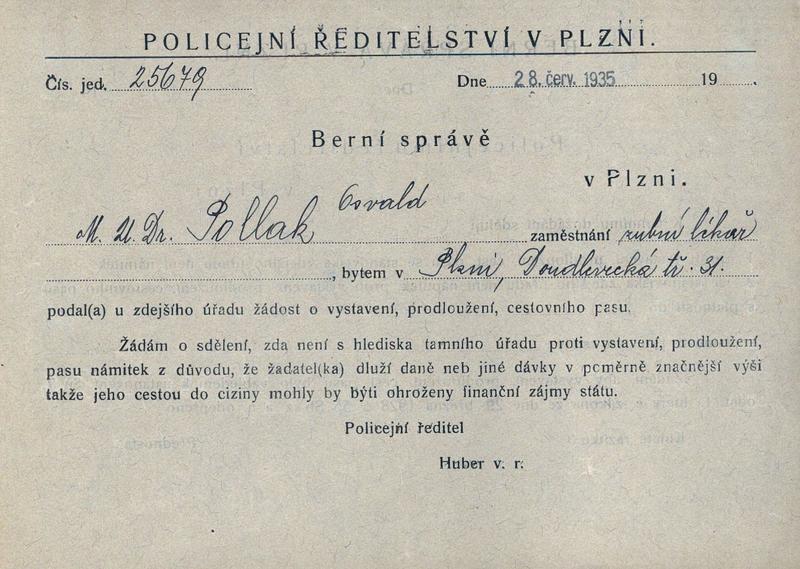 POLICEJNÍ ŘEDITELSTVÍ V PLZNI.
Čís. jed. 25679 Dne 28. červ. 1935 19
Berní správě
v Plzni.
M. U. Dr. Pollak Osvald zaměstnání zubní lékař
, bytem v Plzni, Doudlevecká tř. 31.
podal(a) u zdejšího úřadu žádost o vystavení, prodloužení, cestovního pasu.
Žádám o sdělení, zda není s hlediska tamního úřadu proti vystavení, prodloužení,
pasu námitek z důvodu, že žadatel(ka) dluží daně neb jiné dávky v poměrně značnější výši
takže jeho cestou do ciziny mohly by býti ohroženy finanční zájmy státu.
Policejní ředitel
Huber v. r.